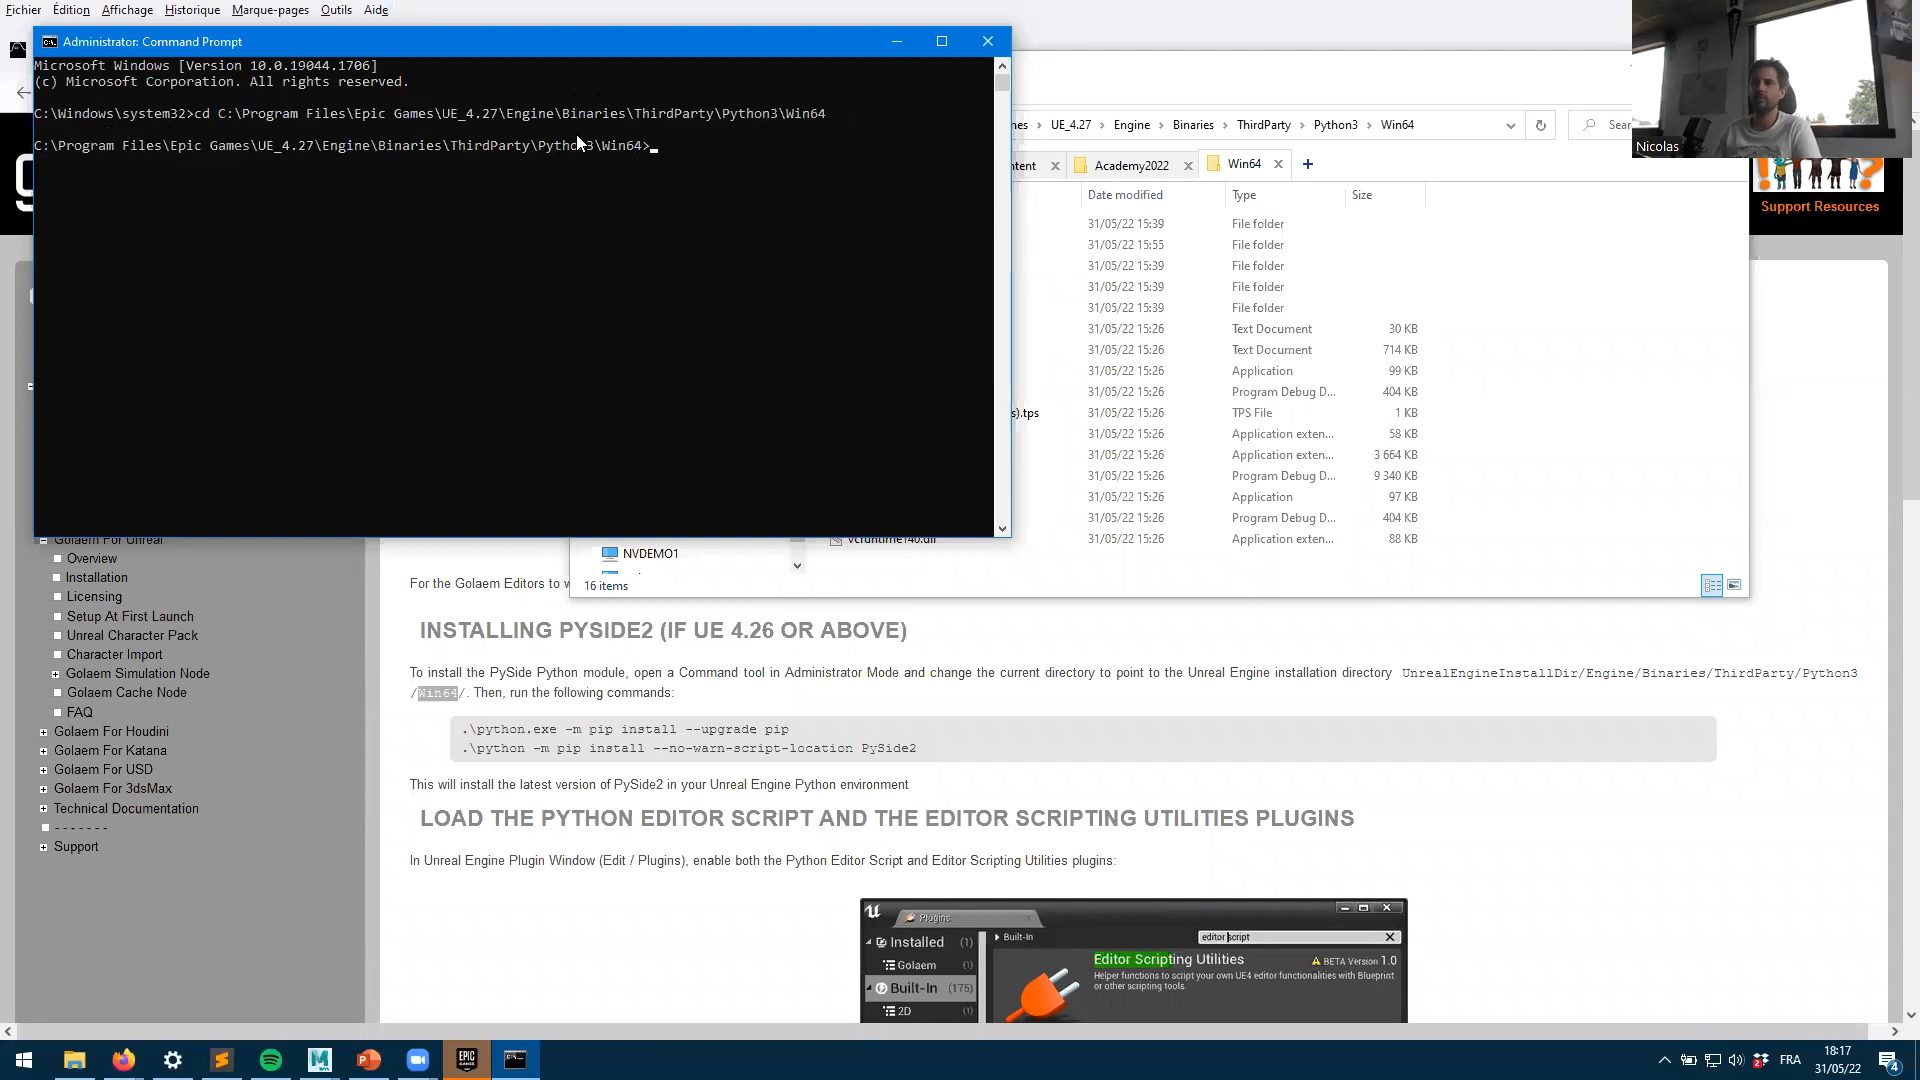 Fichier Édition Affichage Historique Marque-pages Outils Aide
Administrator: Command Prompt
Microsoft Windows [Version 10.0.19044.1706]
(c) Microsoft Corporation. All rights reserved.
C:\Windows\system32>cd C:\Program Files\Epic Games\UE_4.27\Engine\Binaries\ThirdParty\Python3\Win64
C:\Program Files\Epic Games\UE_4.27\Engine\Binaries\ThirdParty\Python3\Win64>
UE_4.27 Engine Binaries ThirdParty Python3 Win64
Academy2022 Win64
Date modified Type Size
31/05/22 15:39 File folder
31/05/22 15:55 File folder
31/05/22 15:39 File folder
31/05/22 15:39 File folder
31/05/22 15:39 File folder
31/05/22 15:26 Text Document 30 KB
31/05/22 15:26 Text Document 714 KB
31/05/22 15:26 Application 99 KB
31/05/22 15:26 Program Debug D... 404 KB
s).tps 31/05/22 15:26 TPS File 1 KB
31/05/22 15:26 Application exten... 58 KB
31/05/22 15:26 Application exten... 3 664 KB
31/05/22 15:26 Program Debug D... 9 340 KB
31/05/22 15:26 Application 97 KB
31/05/22 15:26 Program Debug D... 404 KB
vcruntime140.dll 31/05/22 15:26 Application exten... 88 KB
NVDEMO1
16 items
Nicolas
Support Resources
Golaem For Unreal
Overview
Installation
Licensing
Setup At First Launch
Unreal Character Pack
Character Import
Golaem Simulation Node
Golaem Cache Node
FAQ
Golaem For Houdini
Golaem For Katana
Golaem For USD
Golaem For 3dsMax
Technical Documentation
- - - - - - -
Support
For the Golaem Editors to w
INSTALLING PYSIDE2 (IF UE 4.26 OR ABOVE)
To install the PySide Python module, open a Command tool in Administrator Mode and change the current directory to point to the Unreal Engine installation directory UnrealEngineInstallDir/Engine/Binaries/ThirdParty/Python3
/Win64/. Then, run the following commands:
.\python.exe -m pip install --upgrade pip
.\python -m pip install --no-warn-script-location PySide2
This will install the latest version of PySide2 in your Unreal Engine Python environment
LOAD THE PYTHON EDITOR SCRIPT AND THE EDITOR SCRIPTING UTILITIES PLUGINS
In Unreal Engine Plugin Window (Edit / Plugins), enable both the Python Editor Script and Editor Scripting Utilities plugins:
Plugins
Installed (1)
Golaem (1)
Built-In (175)
2D (1)
Built-In
editor script
Editor Scripting Utilities
BETA Version 1.0
Helper functions to script your own UE4 editor functionalities with Blueprint
or other scripting tools.
EPIC GAMES
FRA
18:17
31/05/22
4